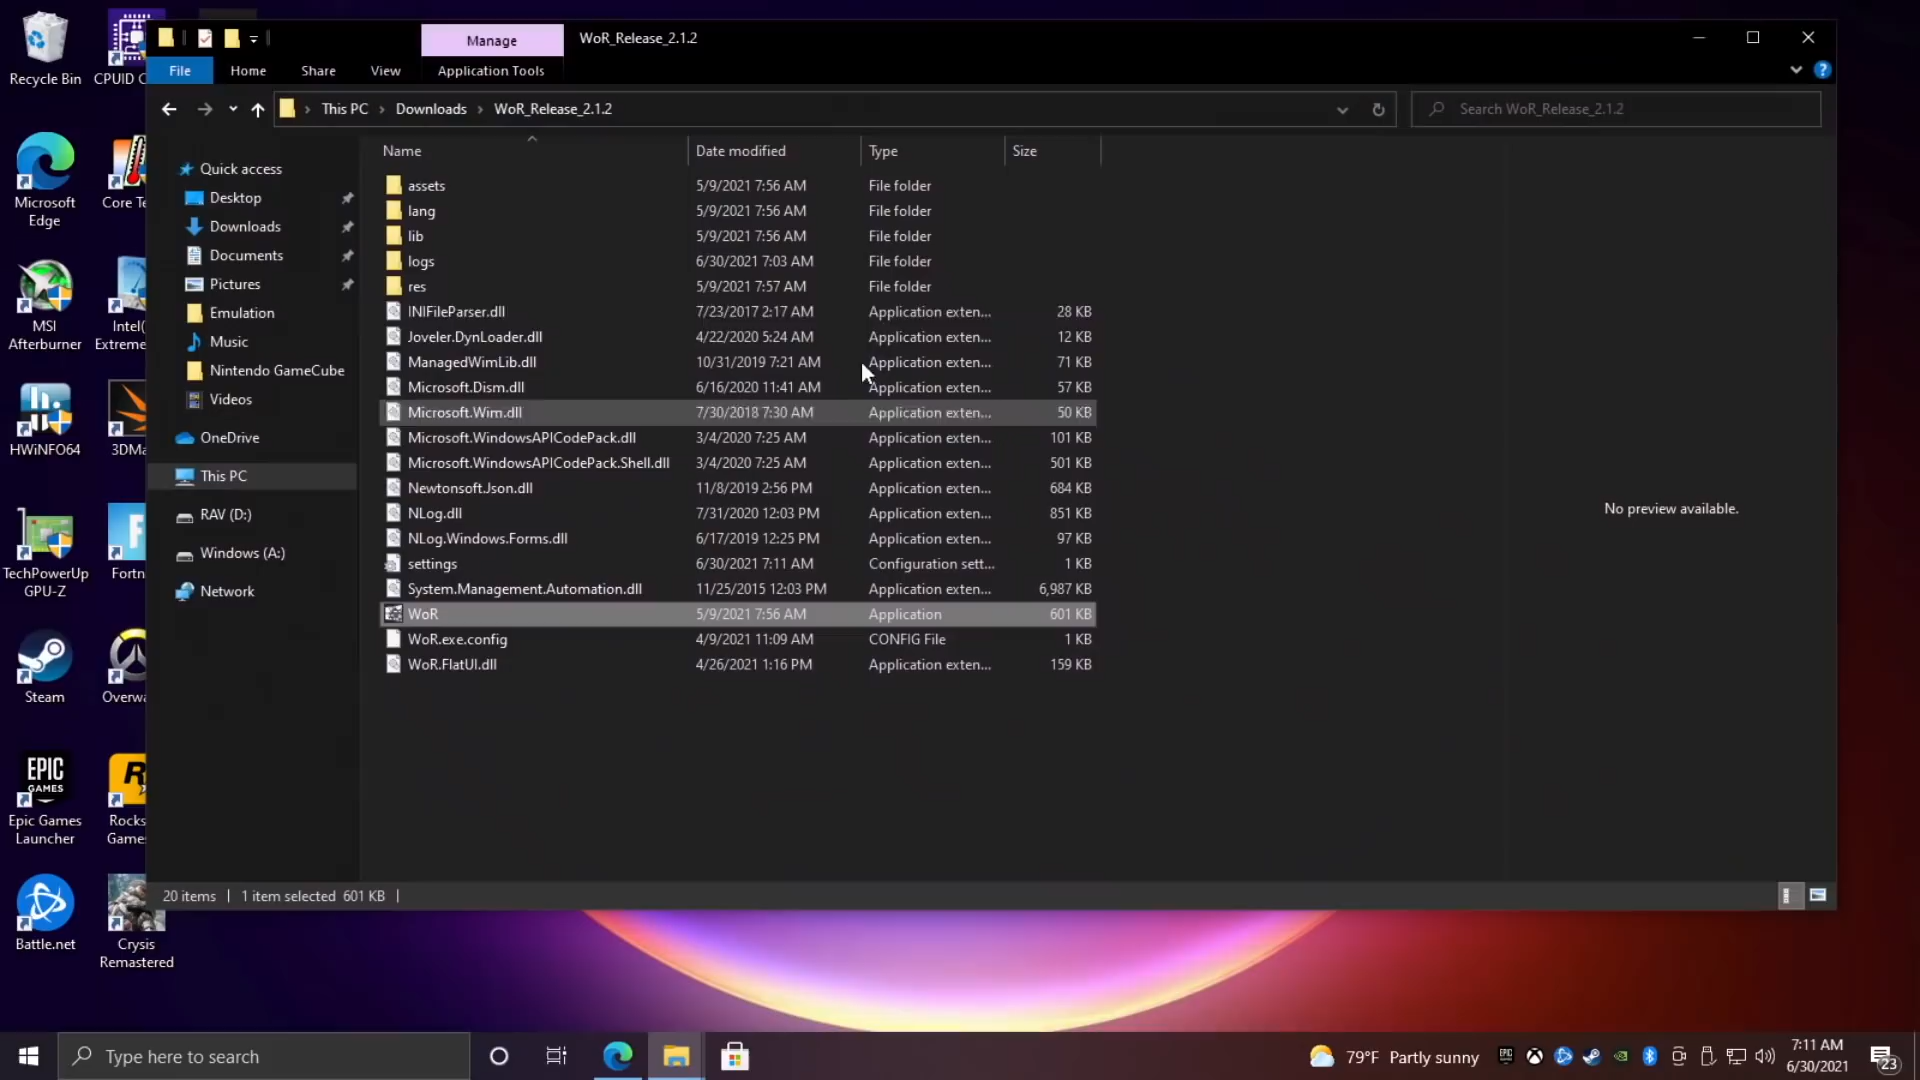 Manage
WoR_Release_2.1.2
File
Home
Share
View
Application Tools
This PC
Downloads
WoR_Release_2.1.2
Search WoR_Release_2.1.2
Name
Date modified
Type
Size
Quick access
Desktop
Downloads
Documents
Pictures
Emulation
Music
Nintendo GameCube
Videos
OneDrive
This PC
RAV (D:)
Windows (A:)
Network
assets 5/9/2021 7:56 AM File folder
lang 5/9/2021 7:56 AM File folder
lib 5/9/2021 7:56 AM File folder
logs 6/30/2021 7:03 AM File folder
res 5/9/2021 7:57 AM File folder
INIFileParser.dll 7/23/2017 2:17 AM Application exten... 28 KB
Joveler.DynLoader.dll 4/22/2020 5:24 AM Application exten... 12 KB
ManagedWimLib.dll 10/31/2019 7:21 AM Application exten... 71 KB
Microsoft.Dism.dll 6/16/2020 11:41 AM Application exten... 57 KB
Microsoft.Wim.dll 7/30/2018 7:30 AM Application exten... 50 KB
Microsoft.WindowsAPICodePack.dll 3/4/2020 7:25 AM Application exten... 101 KB
Microsoft.WindowsAPICodePack.Shell.dll 3/4/2020 7:25 AM Application exten... 501 KB
Newtonsoft.Json.dll 11/8/2019 2:56 PM Application exten... 684 KB
NLog.dll 7/31/2020 12:03 PM Application exten... 851 KB
NLog.Windows.Forms.dll 6/17/2019 12:25 PM Application exten... 97 KB
settings 6/30/2021 7:11 AM Configuration sett... 1 KB
System.Management.Automation.dll 11/25/2015 12:03 PM Application exten... 6,987 KB
WoR 5/9/2021 7:56 AM Application 601 KB
WoR.exe.config 4/9/2021 11:09 AM CONFIG File 1 KB
WoR.FlatUI.dll 4/26/2021 1:16 PM Application exten... 159 KB
No preview available.
20 items
1 item selected 601 KB
Recycle Bin
CPUID C
Microsoft
Edge
Core Te
MSI
Afterburner
Intel(
Extreme
HWiNFO64
3DMa
TechPowerUp
GPU-Z
Fortn
Steam
Overwa
EPIC
GAMES
Epic Games
Launcher
Rocks
Game
Battle.net
Crysis
Remastered
Type here to search
79°F Partly sunny
7:11 AM
6/30/2021
23